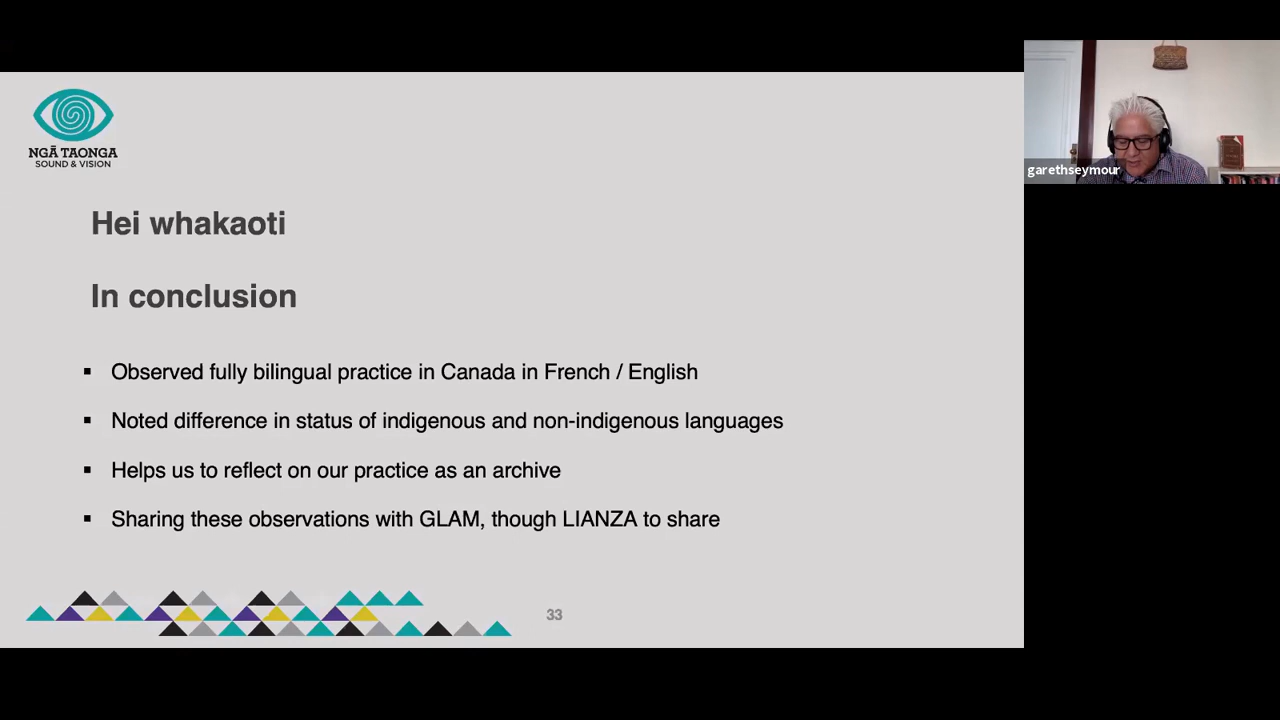 NGĀ TAONGA
SOUND & VISION
Hei whakaoti
In conclusion
▪ Observed fully bilingual practice in Canada in French / English
▪ Noted difference in status of indigenous and non-indigenous languages
▪ Helps us to reflect on our practice as an archive
▪ Sharing these observations with GLAM, though LIANZA to share
33
garethseymour